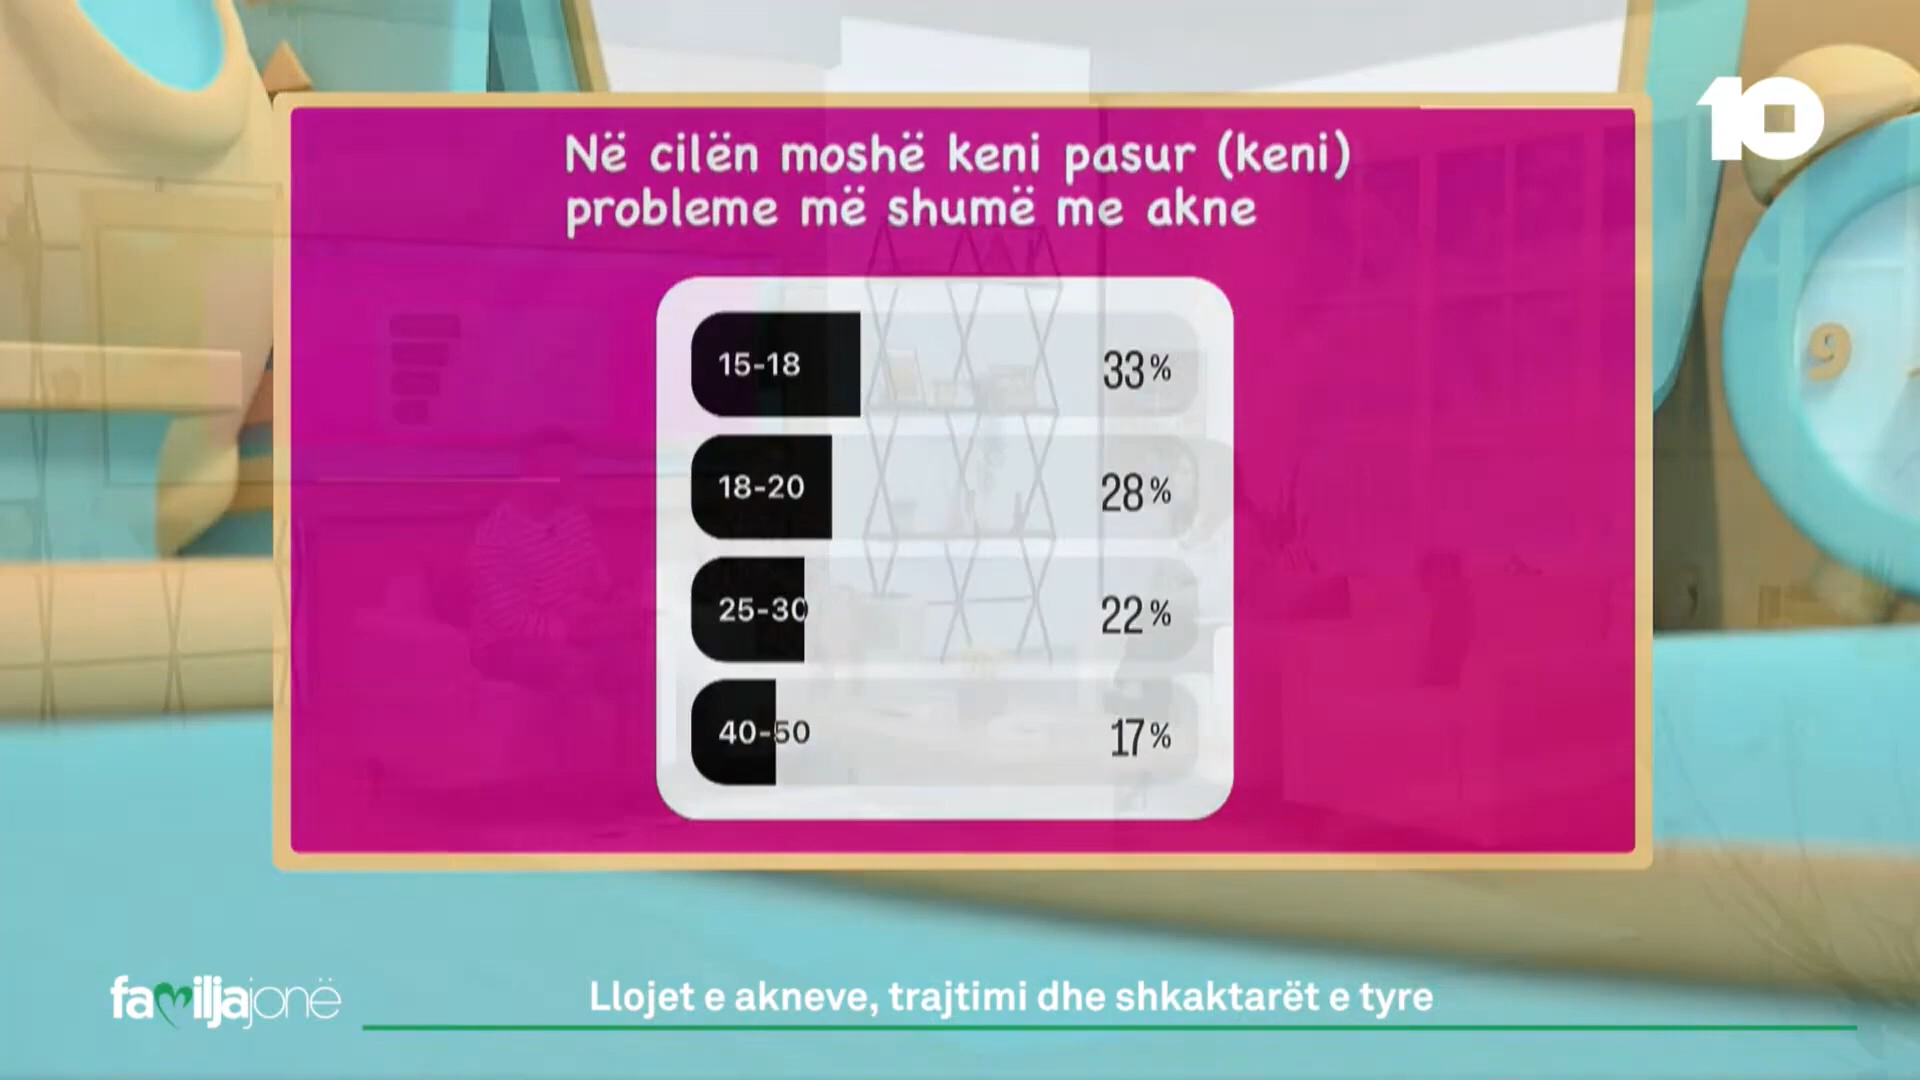 10
Në cilën moshë keni pasur (keni)
probleme më shumë me akne
15-18 33%
18-20 28%
25-30 22%
40-50 17%
9
familjajonë
Llojet e akneve, trajtimi dhe shkaktarët e tyre